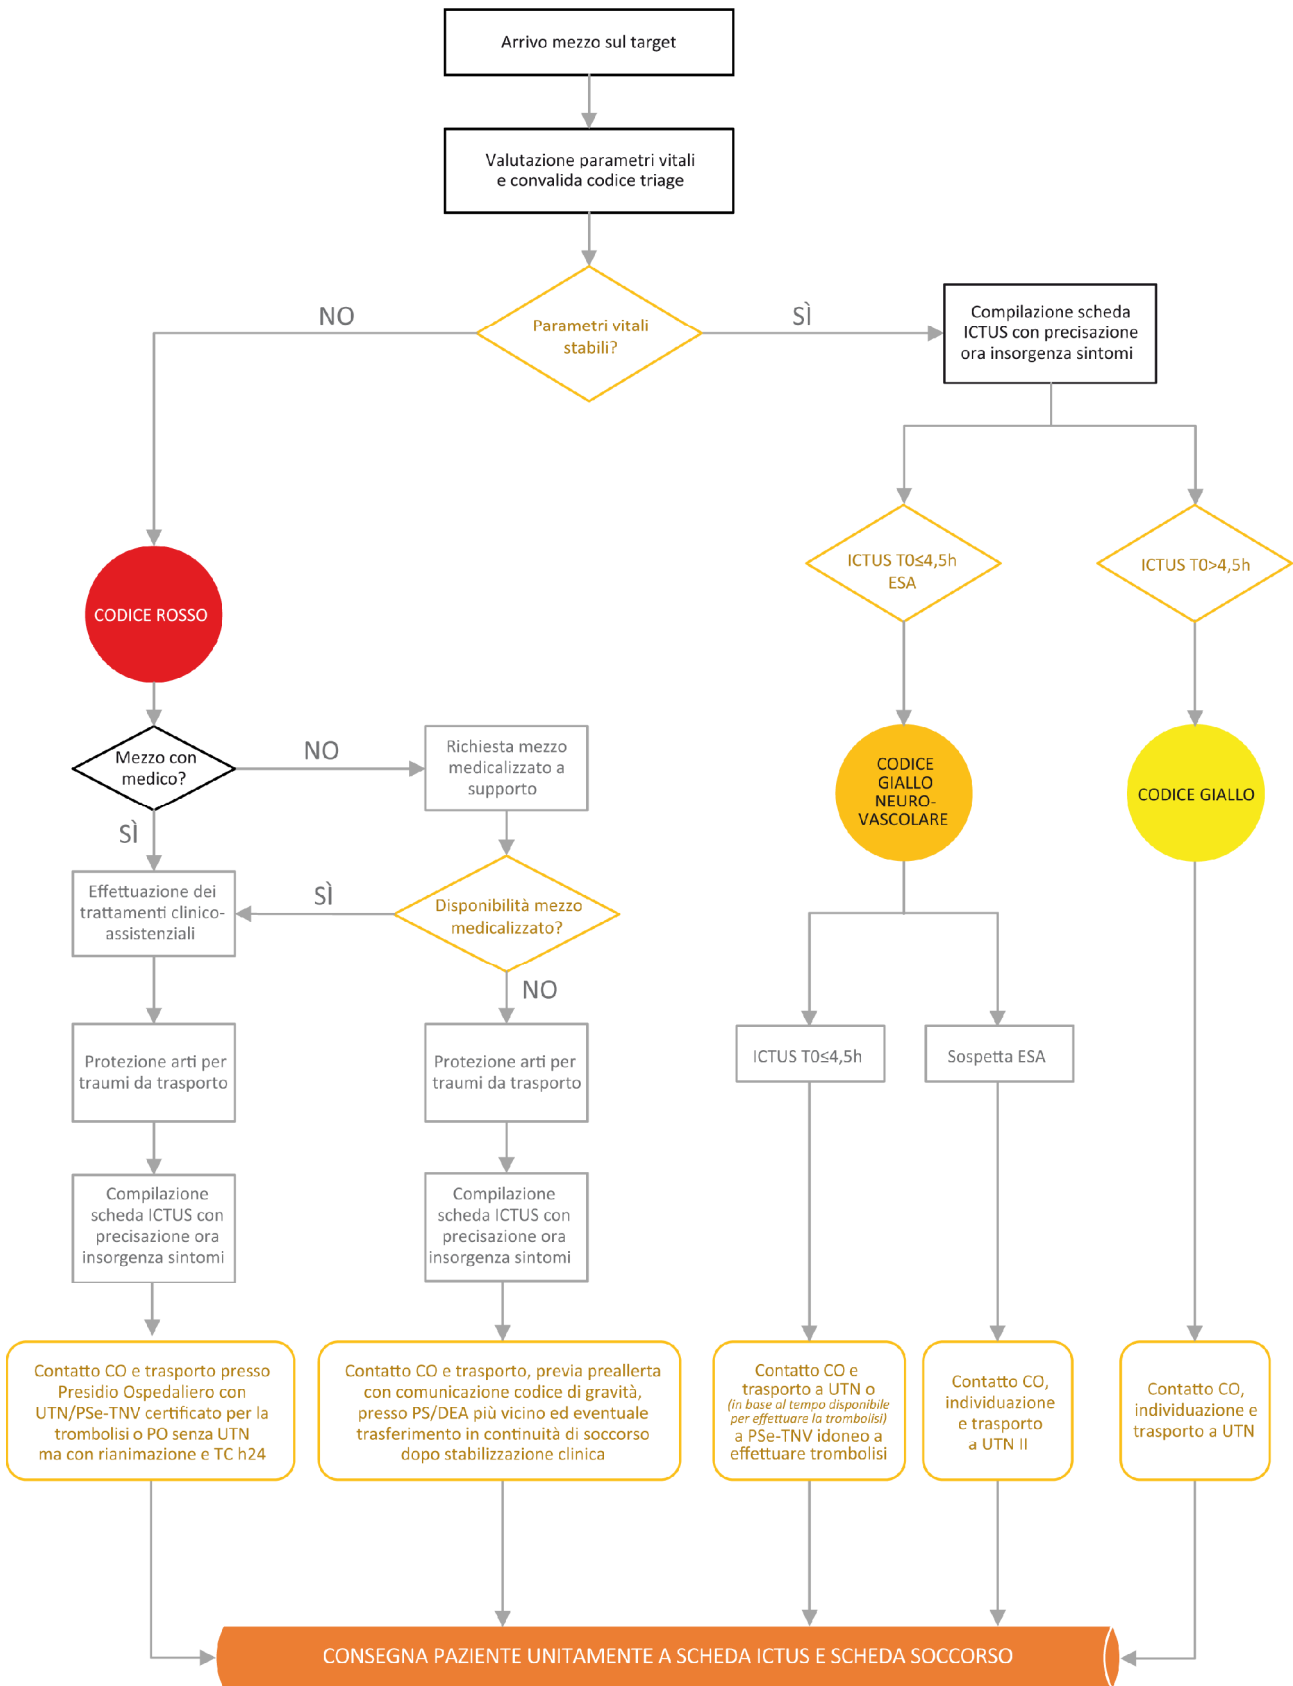 Arrivo mezzo sul target
Valutazione parametri vitali
e convalida codice triage
NO
Parametri vitali
stabili?
SÌ
Compilazione scheda
ICTUS con precisazione
ora insorgenza sintomi
ICTUS T0≤4,5h
ESA
ICTUS T0>4,5h
CODICE ROSSO
Mezzo con
medico?
NO
Richiesta mezzo
medicalizzato a
supporto
CODICE
GIALLO
NEURO-
VASCOLARE
CODICE GIALLO
SÌ
Effettuazione dei
trattamenti clinico-
assistenziali
SÌ
Disponibilità mezzo
medicalizzato?
NO
Protezione arti per
traumi da trasporto
Protezione arti per
traumi da trasporto
ICTUS T0≤4,5h
Sospetta ESA
Compilazione
scheda ICTUS con
precisazione ora
insorgenza sintomi
Compilazione
scheda ICTUS con
precisazione ora
insorgenza sintomi
Contatto CO e trasporto presso
Presidio Ospedaliero con
UTN/PSe-TNV certificato per la
trombolisi o PO senza UTN
ma con rianimazione e TC h24
Contatto CO e trasporto, previa preallerta
con comunicazione codice di gravità,
presso PS/DEA più vicino ed eventuale
trasferimento in continuità di soccorso
dopo stabilizzazione clinica
Contatto CO e
trasporto a UTN o
(in base al tempo disponibile
per effettuare la trombolisi)
a PSe-TNV idoneo a
effettuare trombolisi
Contatto CO,
individuazione
e trasporto
a UTN II
Contatto CO,
individuazione e
trasporto a UTN
CONSEGNA PAZIENTE UNITAMENTE A SCHEDA ICTUS E SCHEDA SOCCORSO